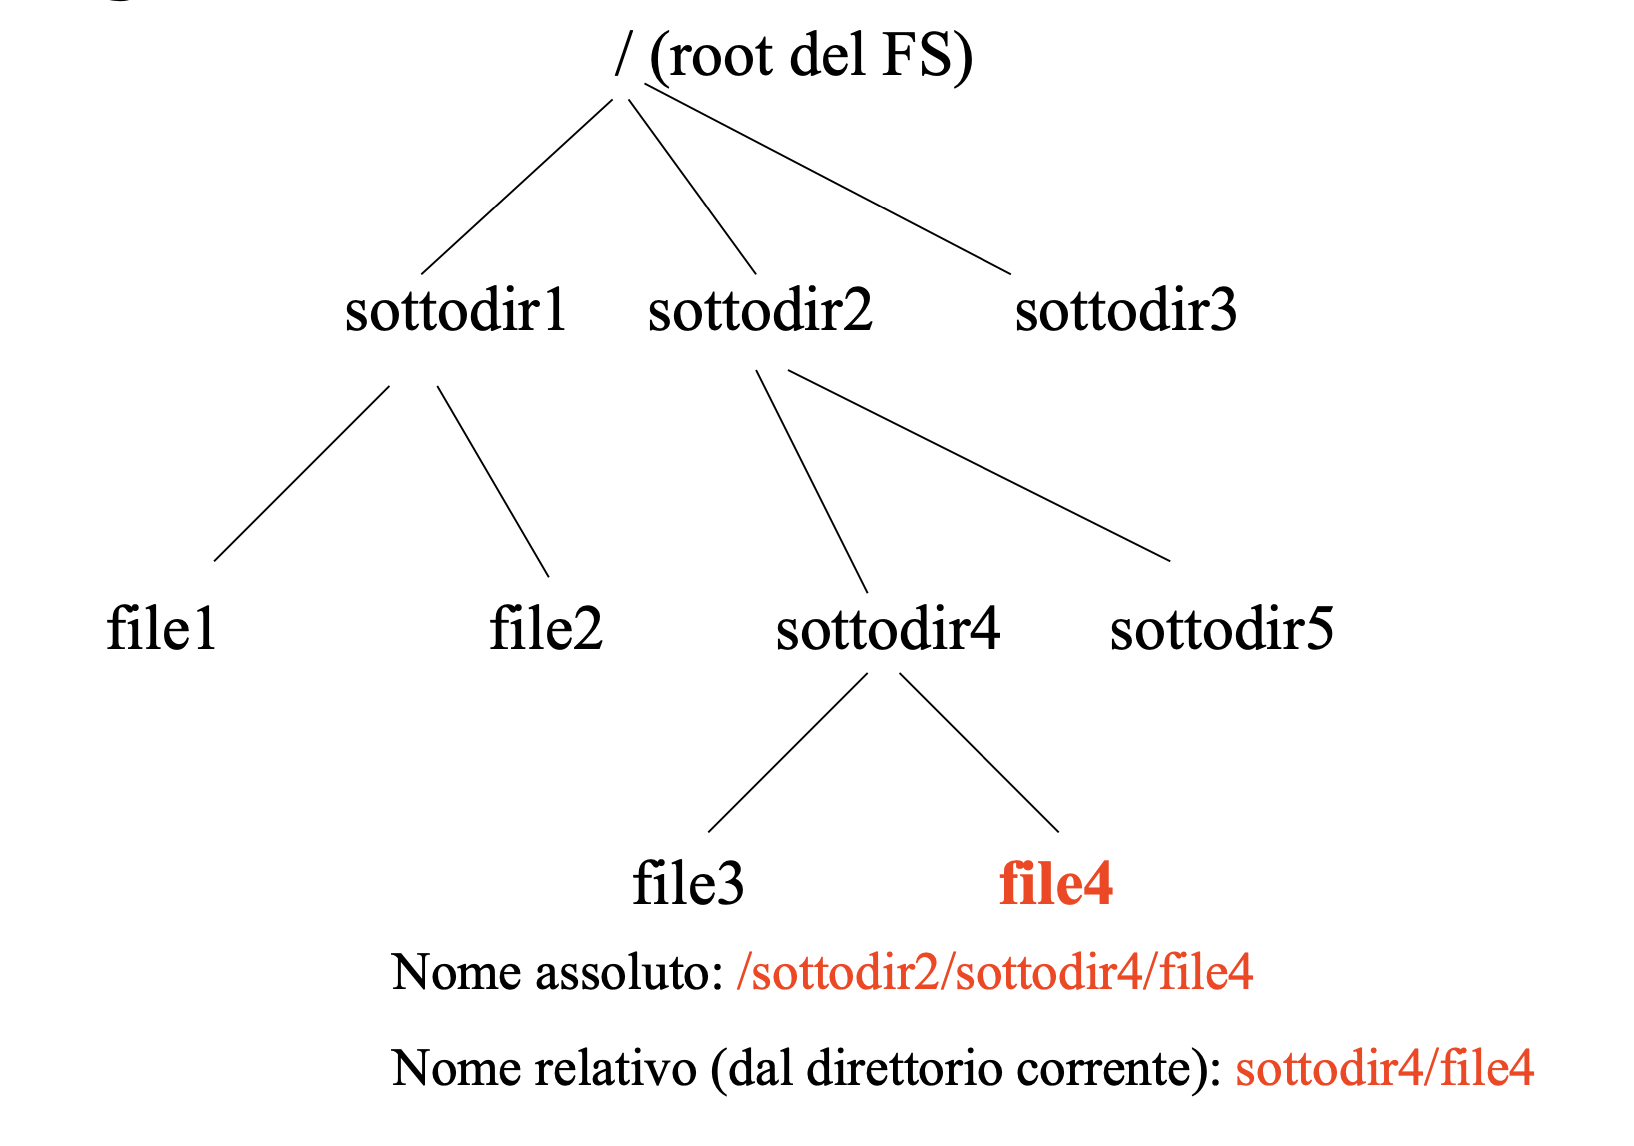 / (root del FS)
sottodir1 sottodir2 sottodir3
file1 file2 sottodir4 sottodir5
file3 file4
Nome assoluto: /sottodir2/sottodir4/file4
Nome relativo (dal direttorio corrente): sottodir4/file4